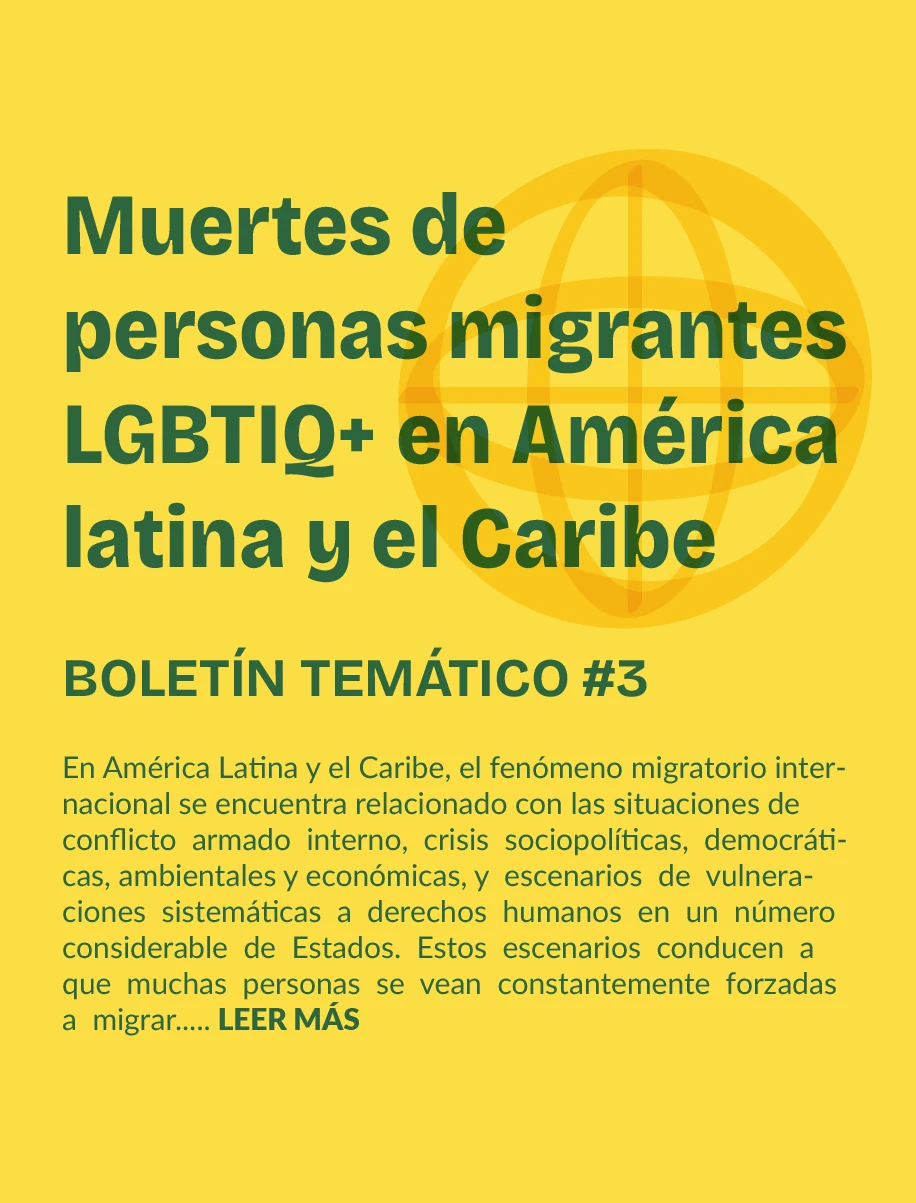 Muertes de
personas migrantes
LGBTIQ+ en América
latina y el Caribe
BOLETÍN TEMÁTICO #3
En América Latina y el Caribe, el fenómeno migratorio inter-
nacional se encuentra relacionado con las situaciones de
conflicto armado interno, crisis sociopolíticas, democráti-
cas, ambientales y económicas, y escenarios de vulnera-
ciones sistemáticas a derechos humanos en un número
considerable de Estados. Estos escenarios conducen a
que muchas personas se vean constantemente forzadas
a migrar..... LEER MÁS